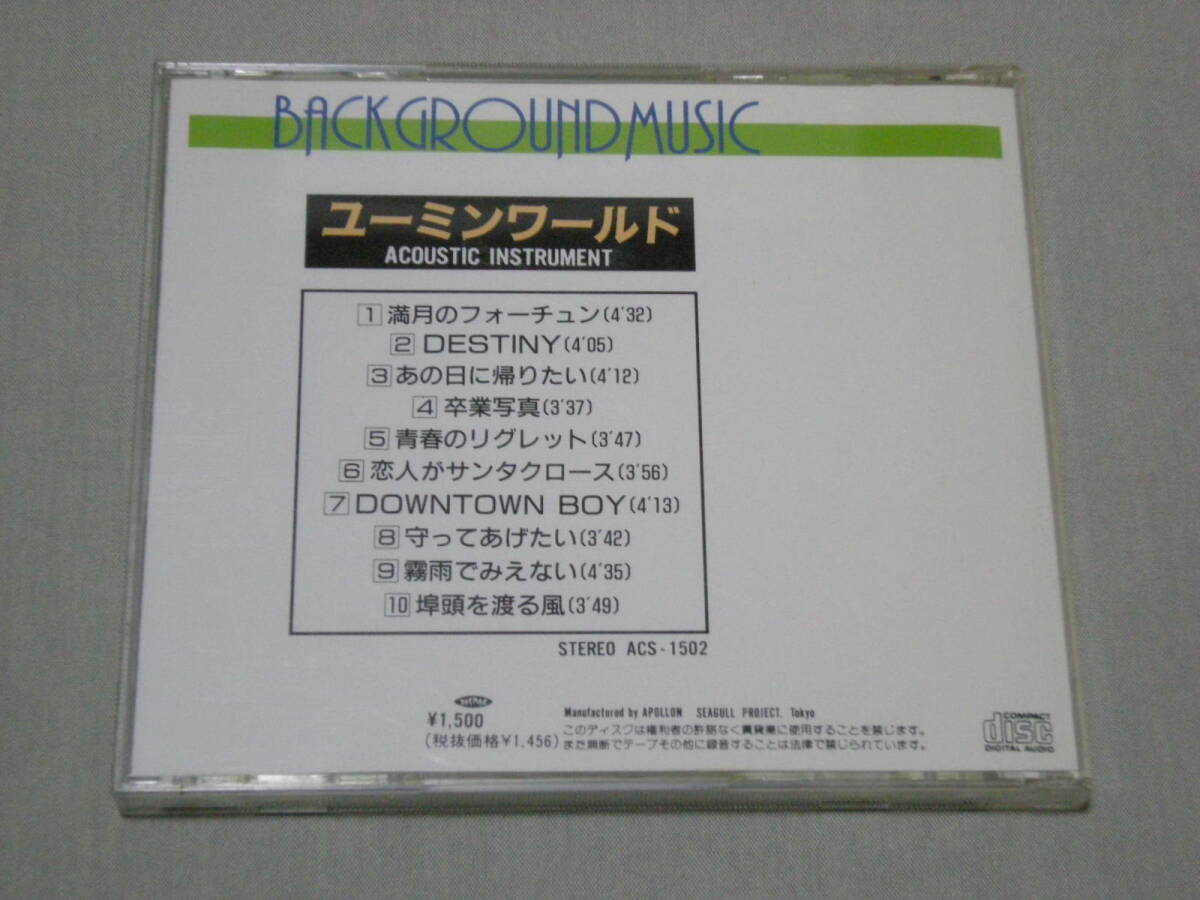 BACKGROUND MUSIC
ユーミンワールド
ACOUSTIC INSTRUMENT
1 満月のフォーチュン(4'32)
2 DESTINY(4'05)
3 あの日に帰りたい(4'12)
4 卒業写真(3'37)
5 青春のリグレット(3'47)
6 恋人がサンタクロース(3'56)
7 DOWNTOWN BOY(4'13)
8 守ってあげたい(3'42)
9 霧雨でみえない(4'35)
10 埠頭を渡る風(3'49)
STEREO ACS-1502
¥1,500
(税抜価格¥1,456)
Manufactured by APOLLON SEAGULL PROJECT. Tokyo
このディスクは権利者の許諾なく賃貸業に使用することを禁じます。
また無断でテープその他に録音することは法律で禁じられています。
COMPACT
disc
DIGITAL AUDIO